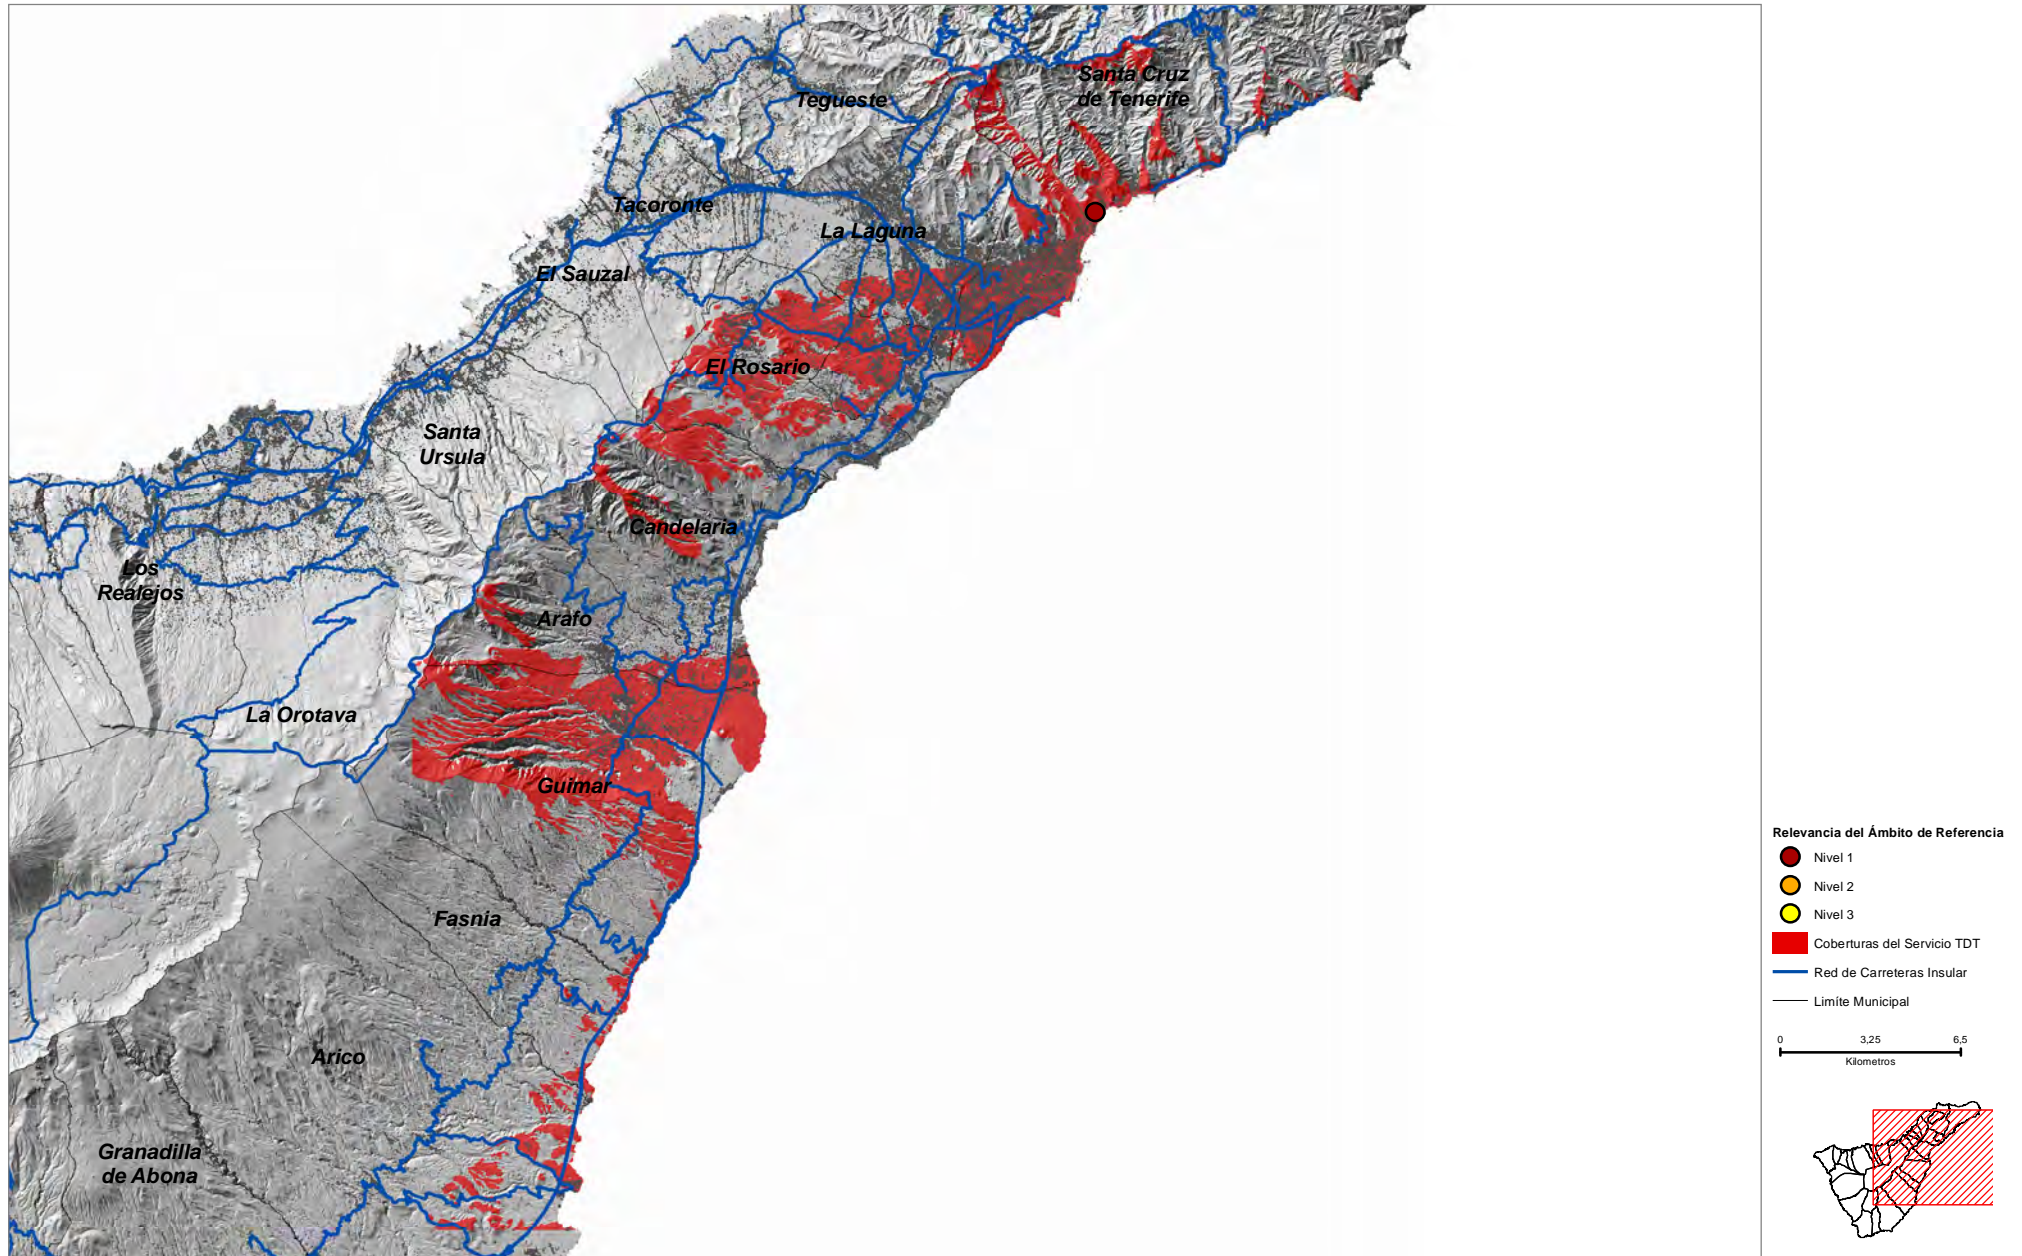 Santa Cruz
de Tenerife
Tegueste
Tacoronte
La Laguna
El Sauzal
El Rosario
Santa
Ursula
Candelaria
Los
Realejos
Arafo
La Orotava
Guimar
Fasnia
Arico
Granadilla
de Abona
Relevancia del Ámbito de Referencia
Nivel 1
Nivel 2
Nivel 3
Coberturas del Servicio TDT
Red de Carreteras Insular
Limíte Municipal
0 3,25 6,5
Kilometros